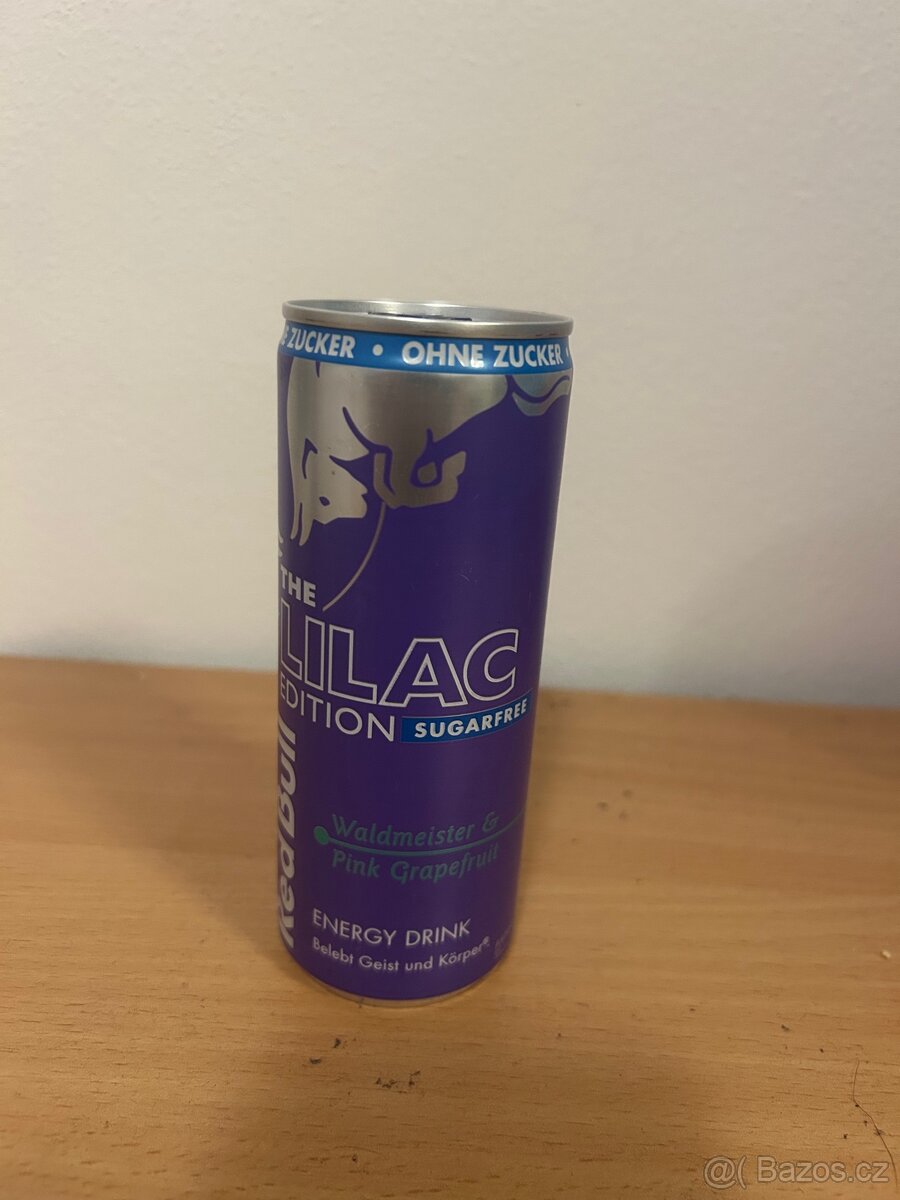 E ZUCKER • OHNE ZUCKER
THE
LILAC
EDITION SUGARFREE
Red Bull
Waldmeister &
Pink Grapefruit
ENERGY DRINK
Belebt Geist und Körper®
@( Bazos.cz